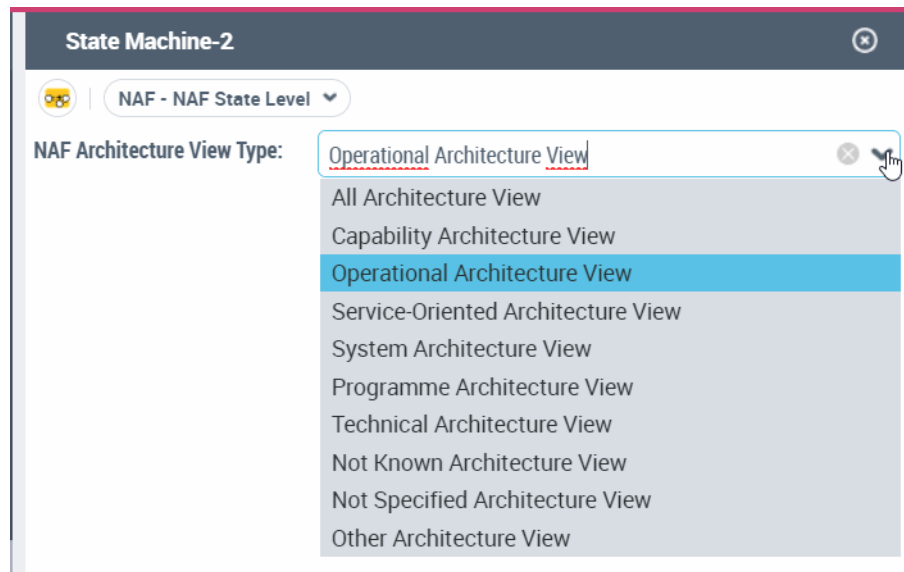 State Machine-2
NAF - NAF State Level
NAF Architecture View Type:
Operational Architecture View
All Architecture View
Capability Architecture View
Operational Architecture View
Service-Oriented Architecture View
System Architecture View
Programme Architecture View
Technical Architecture View
Not Known Architecture View
Not Specified Architecture View
Other Architecture View